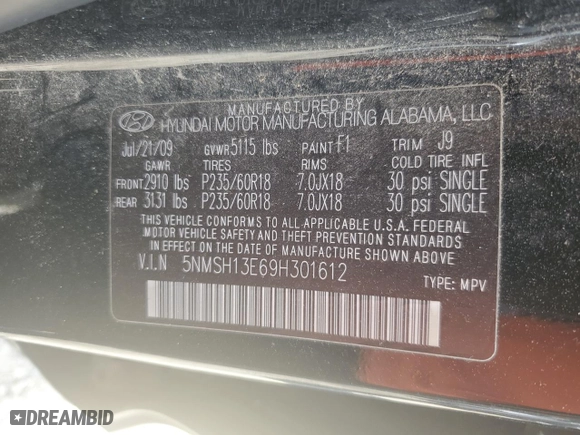 MANUFACTURED BY
HYUNDAI MOTOR MANUFACTURING ALABAMA, LLC
Jul/21/09 GVWR 5115 lbs PAINT F1 TRIM J9
GAWR TIRES RIMS COLD TIRE INFL
FRONT 2910 lbs P235/60R18 7.0JX18 30 psi SINGLE
REAR 3131 lbs P235/60R18 7.0JX18 30 psi SINGLE
THIS VEHICLE CONFORMS TO ALL APPLICABLE U.S.A. FEDERAL
MOTOR VEHICLE SAFETY AND THEFT PREVENTION STANDARDS
IN EFFECT ON THE DATE OF MANUFACTURE SHOWN ABOVE.
V.I.N 5NMSH13E69H301612
TYPE: MPV
DREAMBID